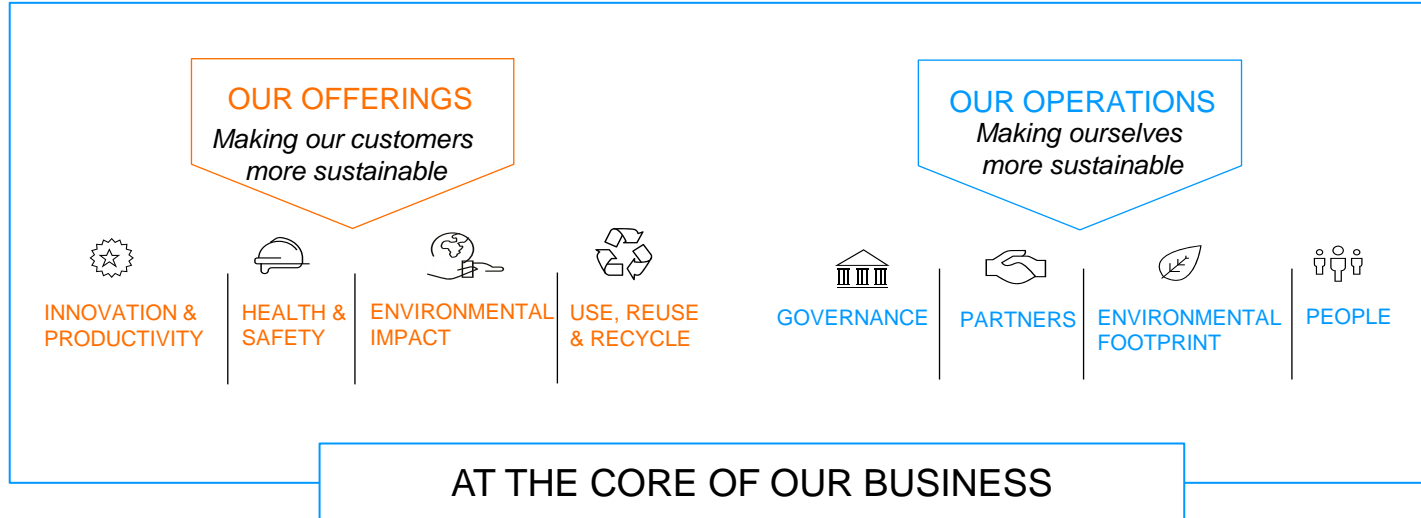 OUR OFFERINGS
Making our customers
more sustainable
INNOVATION &
PRODUCTIVITY
HEALTH &
SAFETY
ENVIRONMENTAL
IMPACT
USE, REUSE
& RECYCLE
OUR OPERATIONS
Making ourselves
more sustainable
GOVERNANCE
PARTNERS
ENVIRONMENTAL
FOOTPRINT
PEOPLE
AT THE CORE OF OUR BUSINESS